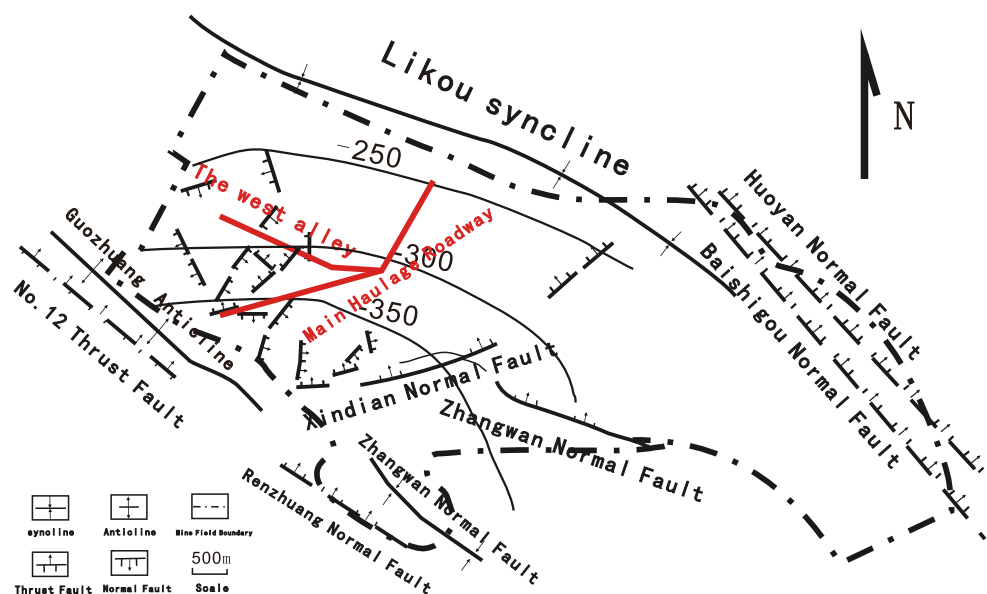 Likou syncline
N
-250
The west alley
Huoyan Normal Fault
Guozhuang Anticline
Main Haulage Roadway
-300
Baishigou Normal Fault
No. 12 Thrust Fault
-350
Xindian Normal Fault
Zhangwan Normal Fault
Zhangwan Normal Fault
Renzhuang Normal Fault
synoline
Anticline
Mine Field Boundary
Thrust Fault
Normal Fault
500m
Scale